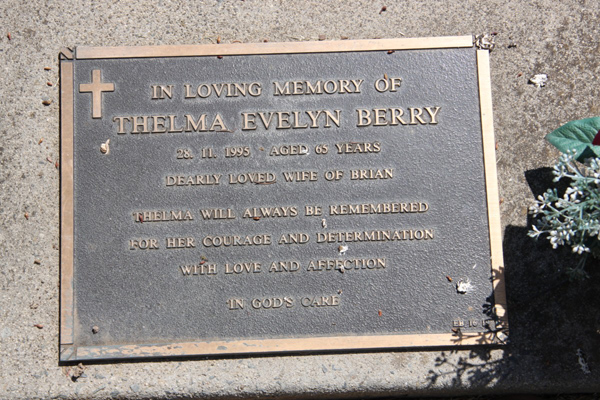 IN LOVING MEMORY OF
THELMA EVELYN BERRY
28. 11. 1995 AGED 65 YEARS
DEARLY LOVED WIFE OF BRIAN
THELMA WILL ALWAYS BE REMEMBERED
FOR HER COURAGE AND DETERMINATION
WITH LOVE AND AFFECTION
'IN GOD'S CARE'